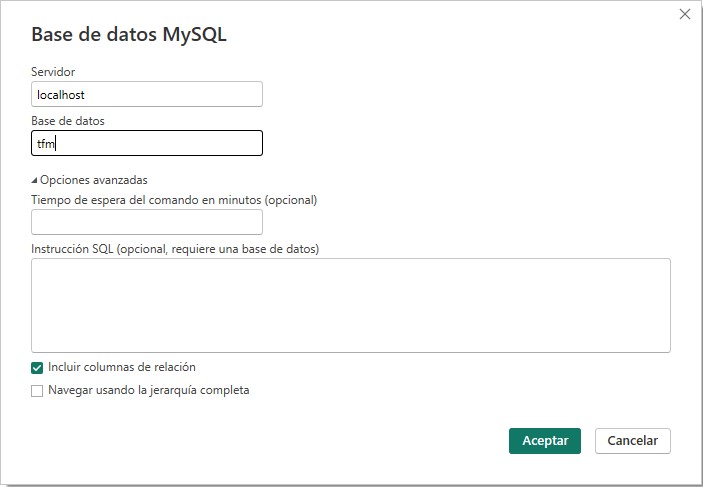 Base de datos MySQL
Servidor
localhost
Base de datos
tfm
Opciones avanzadas
Tiempo de espera del comando en minutos (opcional)
Instrucción SQL (opcional, requiere una base de datos)
Incluir columnas de relación
Navegar usando la jerarquía completa
Aceptar Cancelar